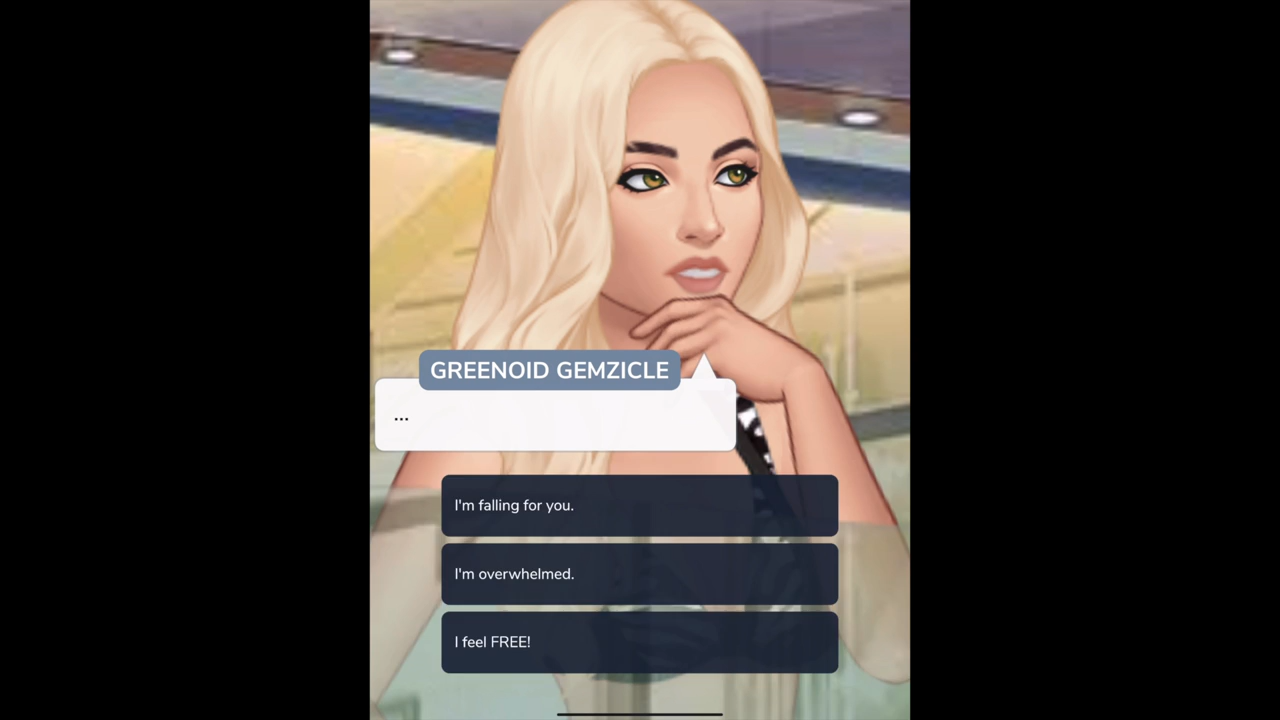 GREENOID GEMZICLE
...
I'm falling for you.
I'm overwhelmed.
I feel FREE!